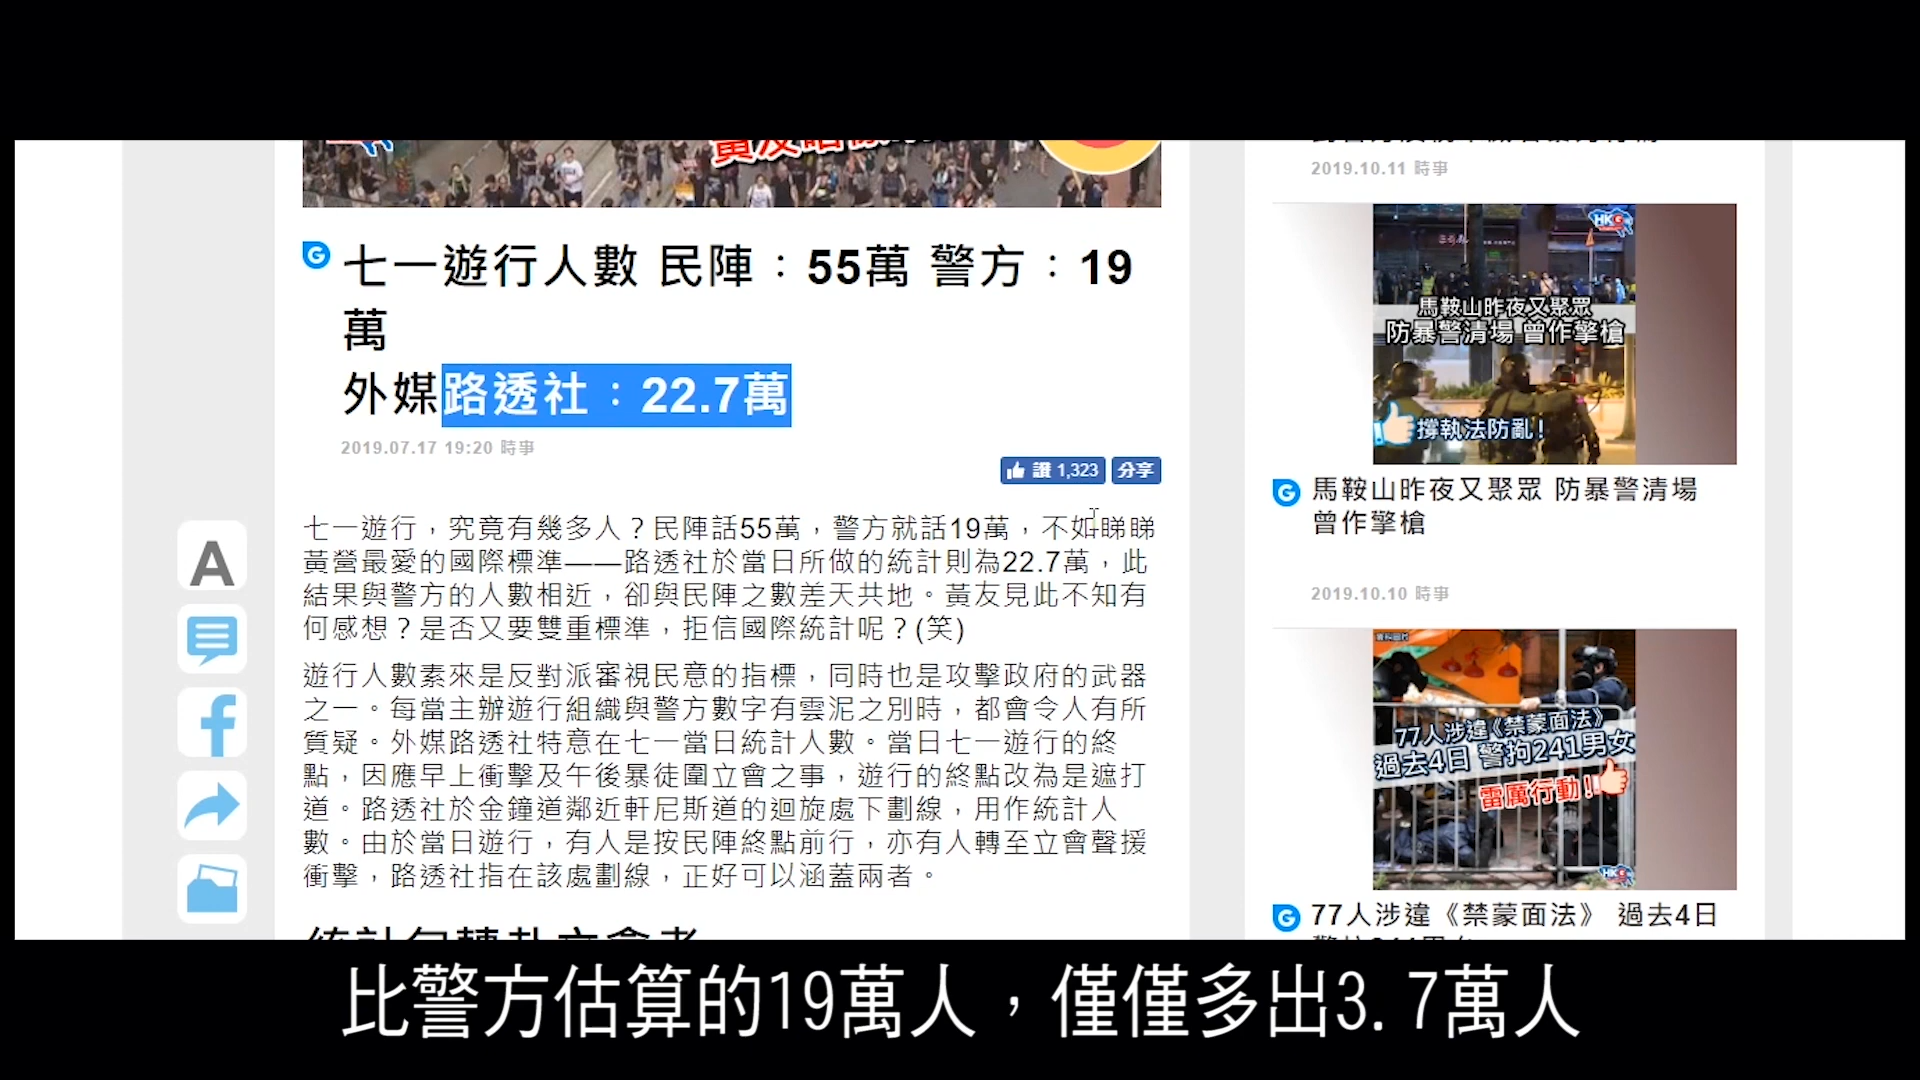 七一遊行人數 民陣：55萬 警方：19
萬
外媒路透社：22.7萬
2019.07.17 19:20 時事
讚 1,323 分享
七一遊行，究竟有幾多人？民陣話55萬，警方就話19萬，不如睇睇
黃營最愛的國際標準——路透社於當日所做的統計則為22.7萬，此
結果與警方的人數相近，卻與民陣之數差天共地。黃友見此不知有
何感想？是否又要雙重標準，拒信國際統計呢？(笑)
遊行人數素來是反對派審視民意的指標，同時也是攻擊政府的武器
之一。每當主辦遊行組織與警方數字有雲泥之別時，都會令人有所
質疑。外媒路透社特意在七一當日統計人數。當日七一遊行的終
點，因應早上衝擊及午後暴徒圍立會之事，遊行的終點改為是遮打
道。路透社於金鐘道鄰近軒尼斯道的迴旋處下劃線，用作統計人
數。由於當日遊行，有人是按民陣終點前行，亦有人轉至立會聲援
衝擊，路透社指在該處劃線，正好可以涵蓋兩者。
A
2019.10.11 時事
HKG
馬鞍山昨夜又聚眾
防暴警清場 曾作擎槍
撐執法防亂！
馬鞍山昨夜又聚眾 防暴警清場
曾作擎槍
2019.10.10 時事
77人涉違《禁蒙面法》
過去4日 警拘241男女
雷厲行動！
HKG
77人涉違《禁蒙面法》 過去4日
比警方估算的19萬人，僅僅多出3.7萬人